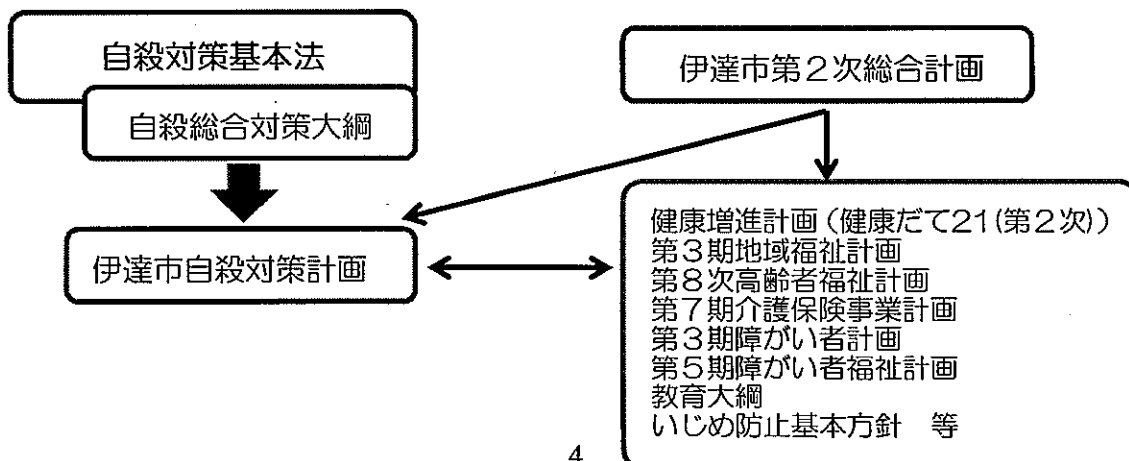 自殺対策基本法
自殺総合対策大綱
伊達市第２次総合計画
伊達市自殺対策計画
健康増進計画（健康だて21(第２次)）
第３期地域福祉計画
第８次高齢者福祉計画
第７期介護保険事業計画
第３期障がい者計画
第５期障がい者福祉計画
教育大綱
いじめ防止基本方針　等
4